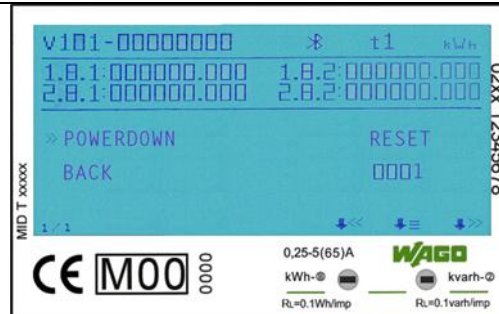 v101-00000000 t1 kWh
1.8.1:000000.000 1.8.2:000000.000
2.8.1:000000.000 2.8.2:000000.000
» POWERDOWN RESET
BACK 0001
1/1 << ≡ >>
MID T xxxxx
CE M00 0000
0,25-5(65)A WAGO
kWh-① kvarh-②
RL=0.1Wh/imp RL=0.1varh/imp